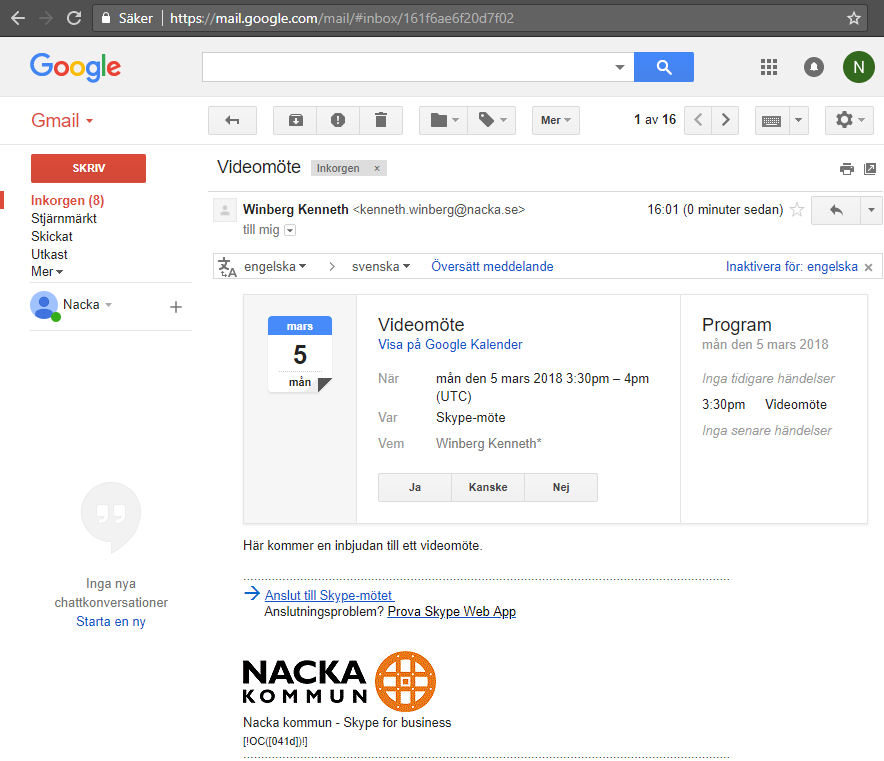 Säker
https://mail.google.com/mail/#inbox/161f6ae6f20d7f02
Google
N
Gmail
Mer
1 av 16
SKRIV
Inkorgen (8)
Stjärnmärkt
Skickat
Utkast
Mer
Nacka
Inga nya
chattkonversationer
Starta en ny
Videomöte
Inkorgen x
Winberg Kenneth <kenneth.winberg@nacka.se>
16:01 (0 minuter sedan)
till mig
engelska > svenska Översätt meddelande
Inaktivera för: engelska x
mars
5
mån
Videomöte
Visa på Google Kalender
När mån den 5 mars 2018 3:30pm – 4pm
(UTC)
Var Skype-möte
Vem Winberg Kenneth*
Ja Kanske Nej
Program
mån den 5 mars 2018
Inga tidigare händelser
3:30pm Videomöte
Inga senare händelser
Här kommer en inbjudan till ett videomöte.
Anslut till Skype-mötet
Anslutningsproblem? Prova Skype Web App
NACKA
KOMMUN
Nacka kommun - Skype for business
[!OC([041d])!]